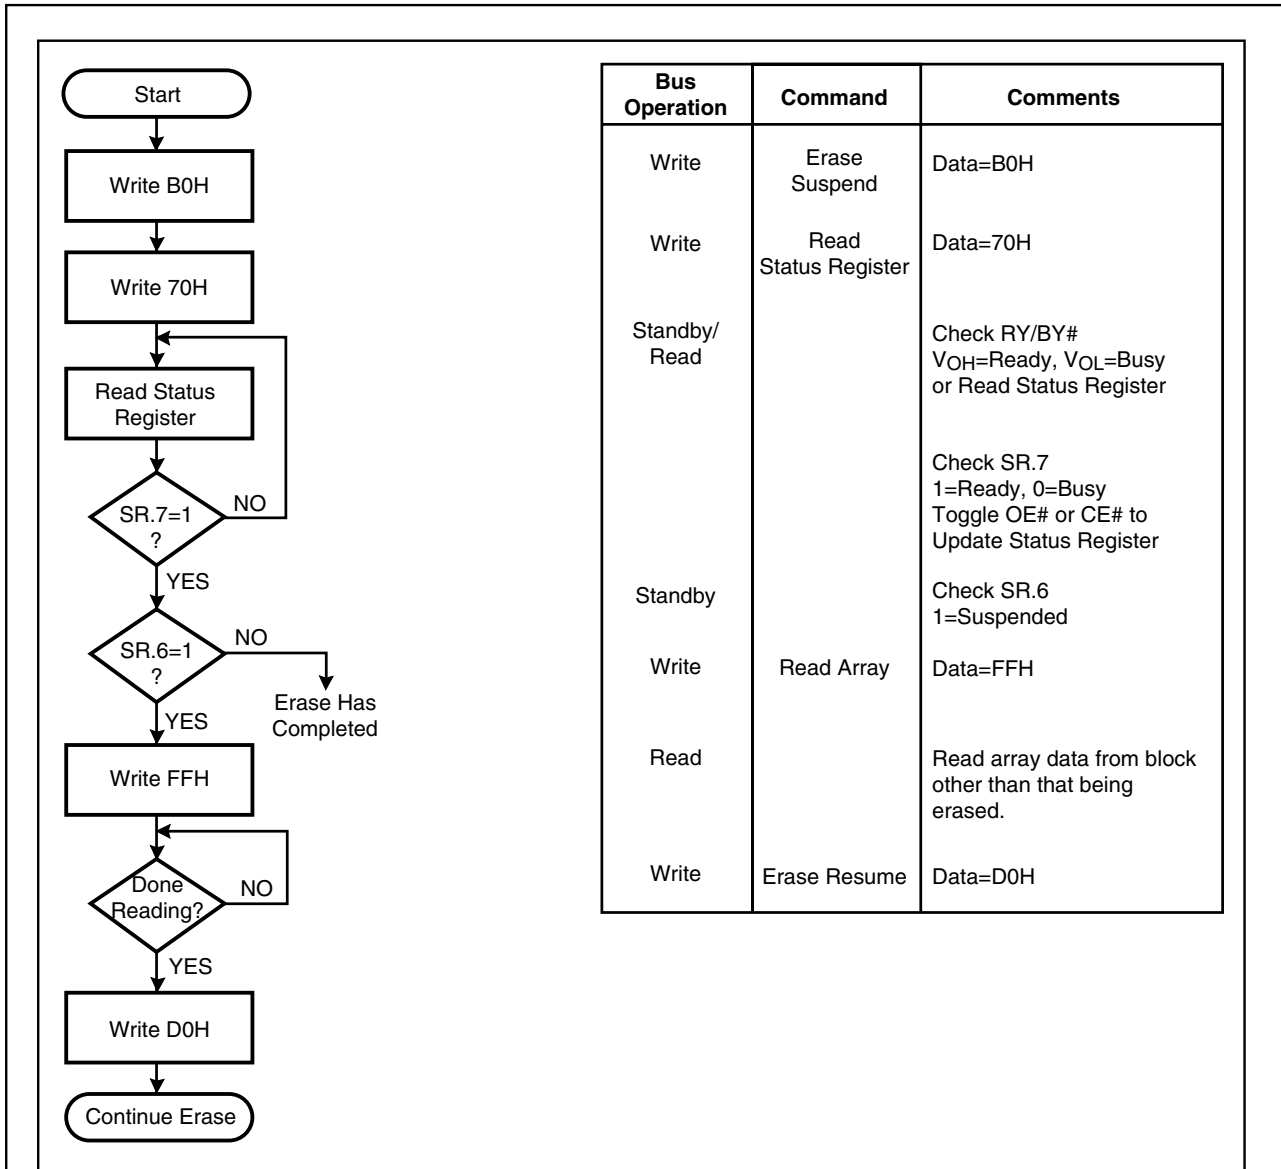 Start
Write B0H
Write 70H
Read Status
Register
SR.7=1
?
NO
YES
SR.6=1
?
NO
Erase Has
Completed
YES
Write FFH
Done
Reading?
NO
YES
Write D0H
Continue Erase
Bus
Operation
Command
Comments
Write
Erase
Suspend
Data=B0H
Write
Read
Status Register
Data=70H
Standby/
Read
Check RY/BY#
VOH=Ready, VOL=Busy
or Read Status Register
Check SR.7
1=Ready, 0=Busy
Toggle OE# or CE# to
Update Status Register
Standby
Check SR.6
1=Suspended
Write
Read Array
Data=FFH
Read
Read array data from block
other than that being
erased.
Write
Erase Resume
Data=D0H